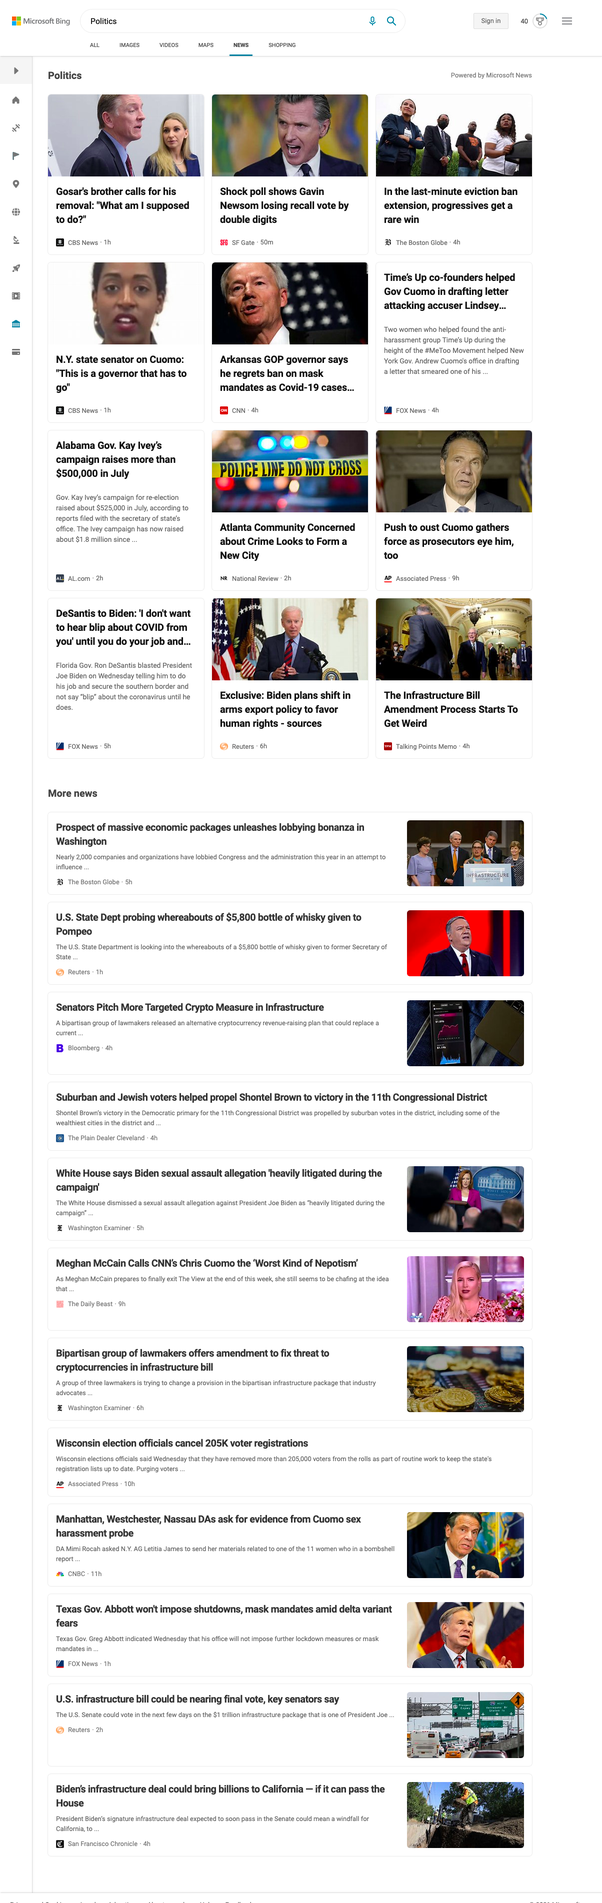 Microsoft Bing
Politics
Sign in
40
ALL
IMAGES
VIDEOS
MAPS
NEWS
SHOPPING
Politics
Powered by Microsoft News
Gosar's brother calls for his
removal: "What am I supposed
to do?"
CBS News · 1h
Shock poll shows Gavin
Newsom losing recall vote by
double digits
SF Gate · 50m
In the last-minute eviction ban
extension, progressives get a
rare win
The Boston Globe · 4h
N.Y. state senator on Cuomo:
"This is a governor that has to
go"
CBS News · 1h
Arkansas GOP governor says
he regrets ban on mask
mandates as Covid-19 cases...
CNN · 4h
Time's Up co-founders helped
Gov Cuomo in drafting letter
attacking accuser Lindsey...
Two women who helped found the anti-
harassment group Time's Up during the
height of the #MeToo Movement helped New
York Gov. Andrew Cuomo's office in drafting
a letter that smeared one of his ...
FOX News · 4h
Alabama Gov. Kay Ivey's
campaign raises more than
$500,000 in July
Gov. Kay Ivey's campaign for re-election
raised about $525,000 in July, according to
reports filed with the secretary of state's
office. The Ivey campaign has now raised
about $1.8 million since ...
AL.com · 2h
POLICE LINE DO NOT CROSS
Atlanta Community Concerned
about Crime Looks to Form a
New City
NR National Review · 2h
Push to oust Cuomo gathers
force as prosecutors eye him,
too
AP Associated Press · 9h
DeSantis to Biden: 'I don't want
to hear blip about COVID from
you' until you do your job and...
Florida Gov. Ron DeSantis blasted President
Joe Biden on Wednesday telling him to do
his job and secure the southern border and
not say "blip" about the coronavirus until he
does.
FOX News · 5h
Exclusive: Biden plans shift in
arms export policy to favor
human rights - sources
Reuters · 6h
The Infrastructure Bill
Amendment Process Starts To
Get Weird
Talking Points Memo · 4h
More news
Prospect of massive economic packages unleashes lobbying bonanza in
Washington
Nearly 2,000 companies and organizations have lobbied Congress and the administration this year in an attempt to
influence ...
The Boston Globe · 5h
INFRASTRUCTURE
U.S. State Dept probing whereabouts of $5,800 bottle of whisky given to
Pompeo
The U.S. State Department is looking into the whereabouts of a $5,800 bottle of whisky given to former Secretary of
State ...
Reuters · 1h
Senators Pitch More Targeted Crypto Measure in Infrastructure
A bipartisan group of lawmakers released an alternative cryptocurrency revenue-raising plan that could replace a
current ...
B Bloomberg · 4h
Suburban and Jewish voters helped propel Shontel Brown to victory in the 11th Congressional District
Shontel Brown's victory in the Democratic primary for the 11th Congressional District was propelled by suburban votes in the district, including some of the
wealthiest cities in the district and ...
The Plain Dealer Cleveland · 4h
White House says Biden sexual assault allegation 'heavily litigated during the
campaign'
The White House dismissed a sexual assault allegation against President Joe Biden as "heavily litigated during the
campaign" ...
Washington Examiner · 5h
Meghan McCain Calls CNN's Chris Cuomo the 'Worst Kind of Nepotism'
As Meghan McCain prepares to finally exit The View at the end of this week, she still seems to be chafing at the idea
that ...
The Daily Beast · 9h
Bipartisan group of lawmakers offers amendment to fix threat to
cryptocurrencies in infrastructure bill
A group of three lawmakers is trying to change a provision in the bipartisan infrastructure package that industry
advocates ...
Washington Examiner · 6h
Wisconsin election officials cancel 205K voter registrations
Wisconsin elections officials said Wednesday that they have removed more than 205,000 voters from the rolls as part of routine work to keep the state's
registration lists up to date. Purging voters ...
AP Associated Press · 10h
Manhattan, Westchester, Nassau DAs ask for evidence from Cuomo sex
harassment probe
DA Mimi Rocah asked N.Y. AG Letitia James to send her materials related to one of the 11 women who in a bombshell
report ...
CNBC · 11h
Texas Gov. Abbott won't impose shutdowns, mask mandates amid delta variant
fears
Texas Gov. Greg Abbott indicated Wednesday that his office will not impose further lockdown measures or mask
mandates in ...
FOX News · 1h
U.S. infrastructure bill could be nearing final vote, key senators say
The U.S. Senate could vote in the next few days on the $1 trillion infrastructure package that is one of President Joe ...
Reuters · 2h
Biden's infrastructure deal could bring billions to California — if it can pass the
House
President Biden's signature infrastructure deal expected to soon pass in the Senate could mean a windfall for
California, to ...
San Francisco Chronicle · 4h